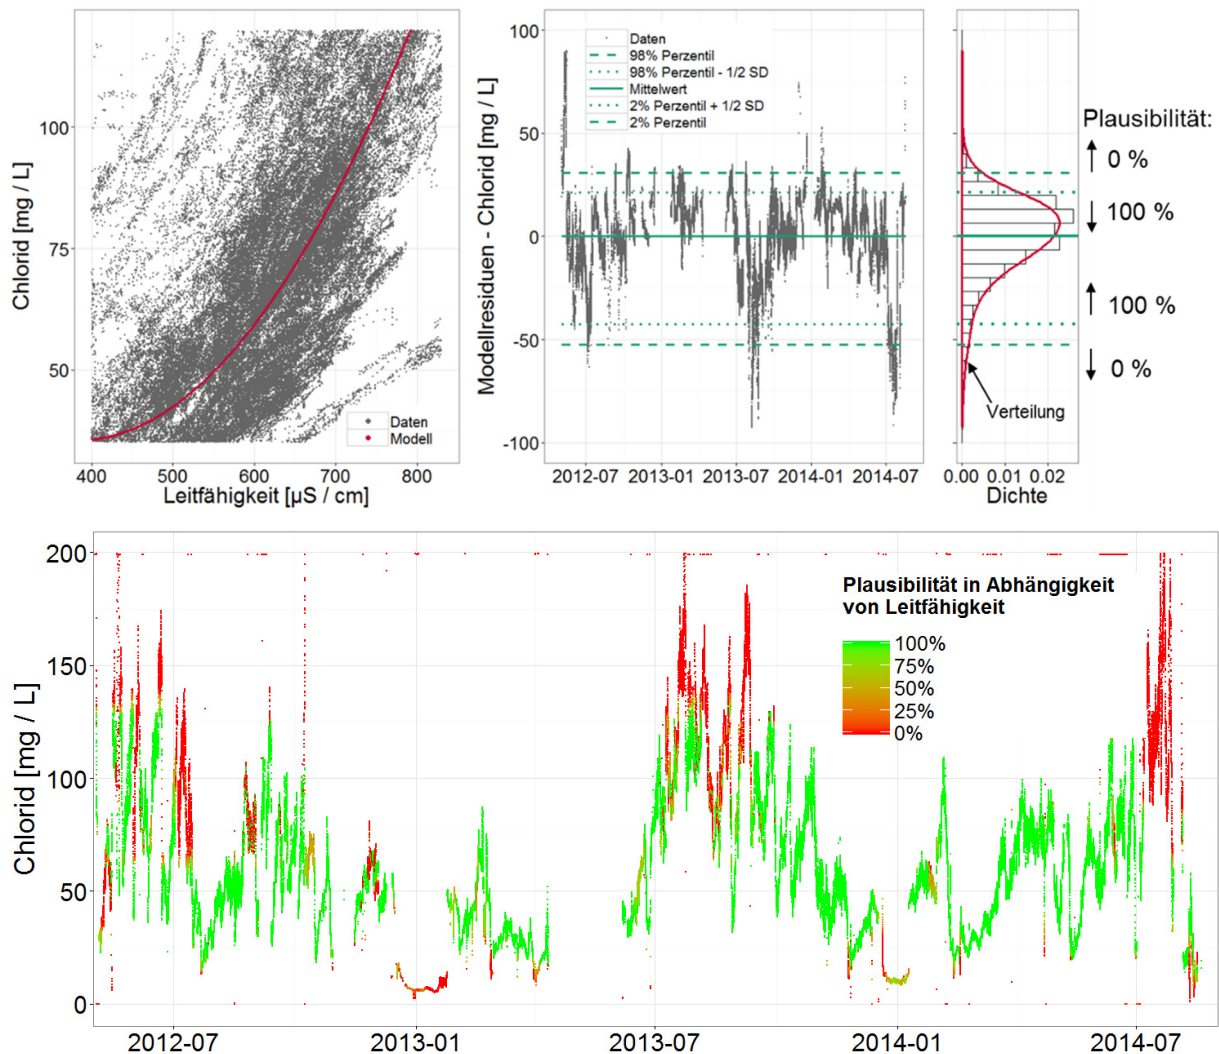 Chlorid [mg / L]
100
75
50
Daten
Modell
400
500
600
700
800
Leitfähigkeit [µS / cm]
Modellresiduen - Chlorid [mg / L]
100
50
0
-50
-100
Daten
98% Perzentil
98% Perzentil - 1/2 SD
Mittelwert
2% Perzentil + 1/2 SD
2% Perzentil
2012-07
2013-01
2013-07
2014-01
2014-07
Plausibilität:
0 %
100 %
100 %
0 %
Verteilung
0.00
0.01
0.02
Dichte
Chlorid [mg / L]
200
150
100
50
0
Plausibilität in Abhängigkeit
von Leitfähigkeit
100%
75%
50%
25%
0%
2012-07
2013-01
2013-07
2014-01
2014-07